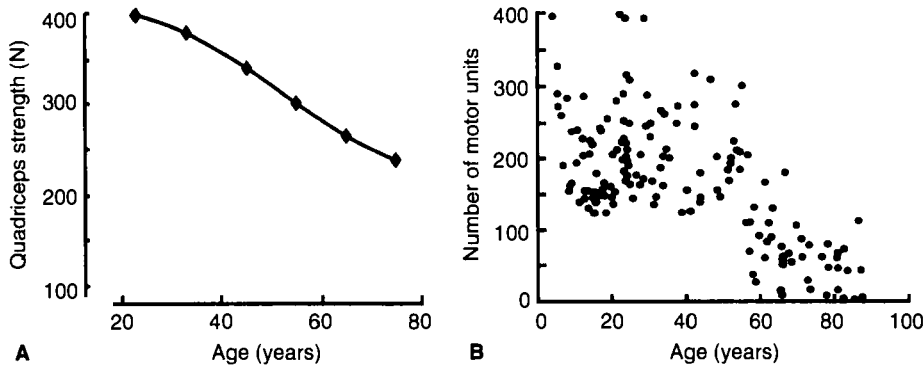 Quadriceps strength (N)
400
300
200
100
20 40 60 80
Age (years)
A
Number of motor units
400
300
200
100
0
0 20 40 60 80 100
Age (years)
B